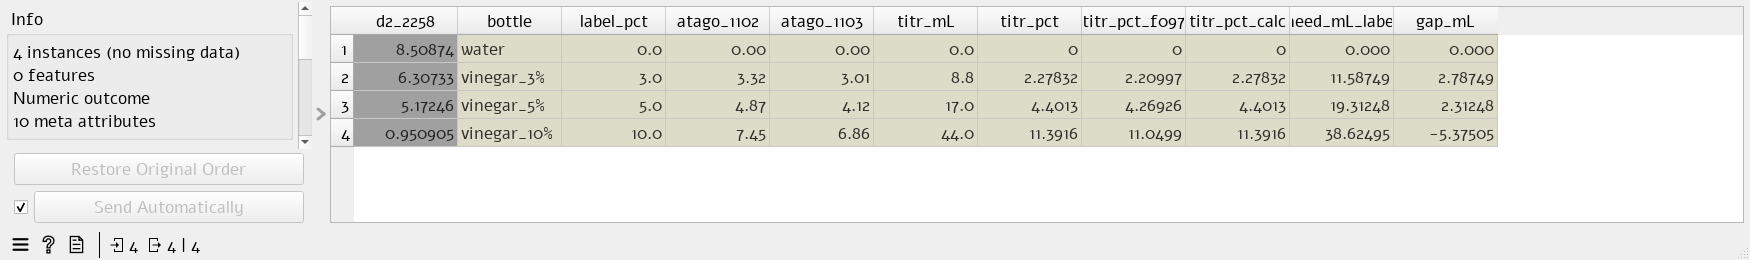 Info
4 instances (no missing data)
0 features
Numeric outcome
10 meta attributes
Restore Original Order
Send Automatically
4 4 | 4
d2_2258 bottle label_pct atago_1102 atago_1103 titr_mL titr_pct titr_pct_f097 titr_pct_calc need_mL_labe gap_mL
1 8.50874 water 0.0 0.00 0.00 0.0 0 0 0 0.000 0.000
2 6.30733 vinegar_3% 3.0 3.32 3.01 8.8 2.27832 2.20997 2.27832 11.58749 2.78749
3 5.17246 vinegar_5% 5.0 4.87 4.12 17.0 4.4013 4.26926 4.4013 19.31248 2.31248
4 0.950905 vinegar_10% 10.0 7.45 6.86 44.0 11.3916 11.0499 11.3916 38.62495 -5.37505